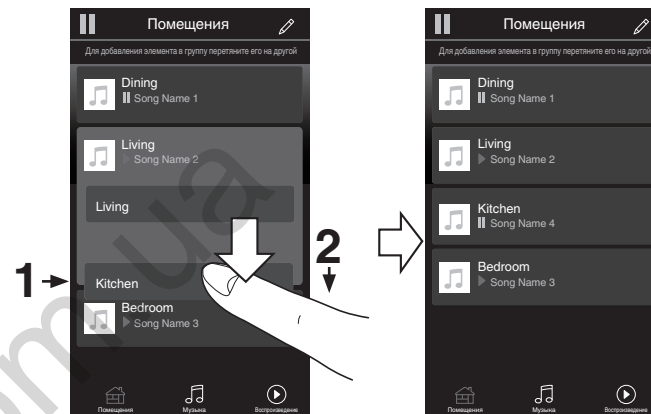 Помещения
Для добавления элемента в группу перетяните его на другой
Dining
Song Name 1
Living
Song Name 2
Living
1
2
Kitchen
Bedroom
Song Name 3
Помещения Музыка Воспроизведение
Помещения
Для добавления элемента в группу перетяните его на другой
Dining
Song Name 1
Living
Song Name 2
Kitchen
Song Name 4
Bedroom
Song Name 3
Помещения Музыка Воспроизведение
om ua